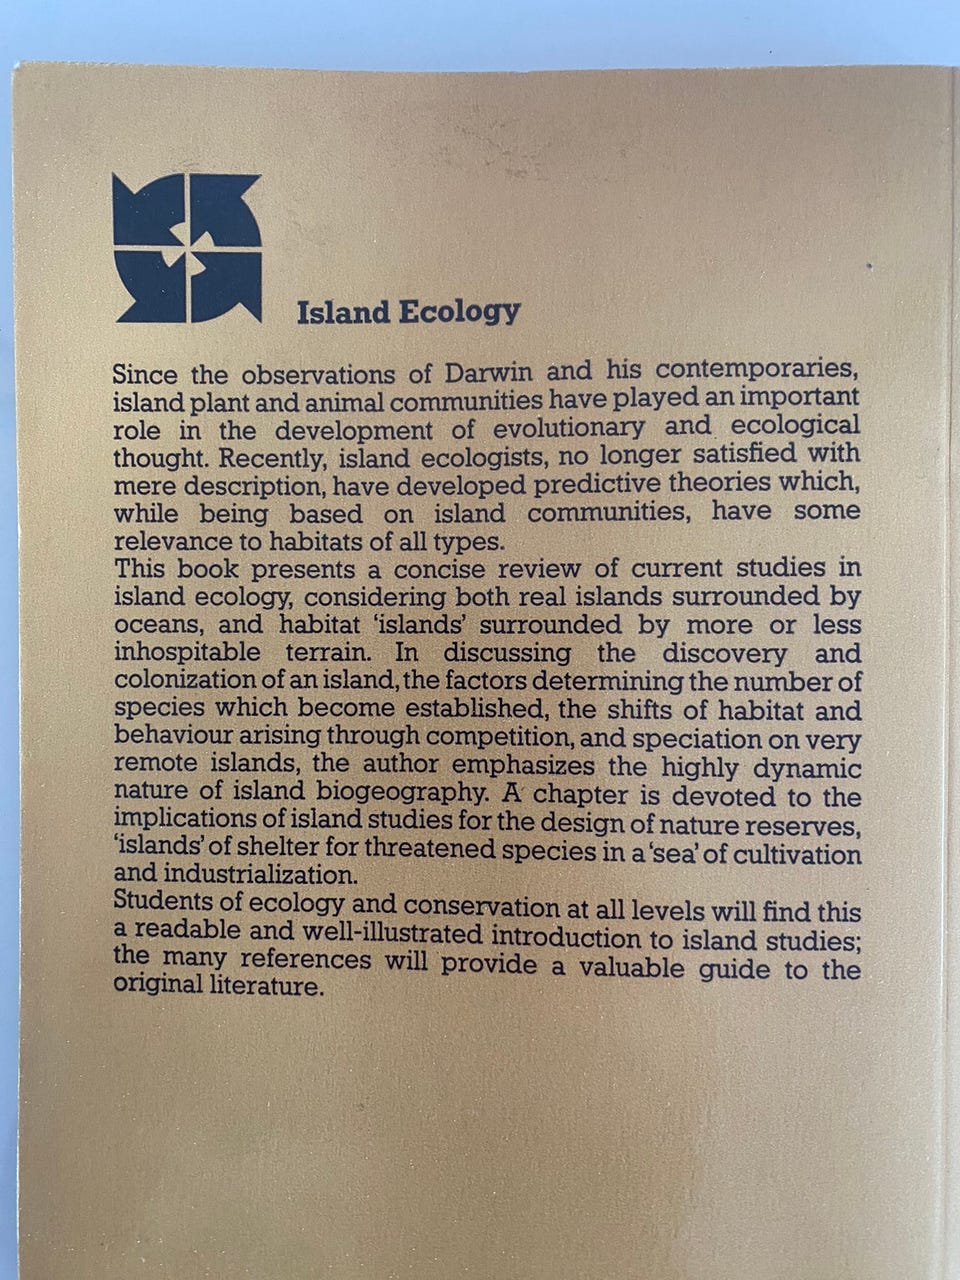 Island Ecology
Since the observations of Darwin and his contemporaries,
island plant and animal communities have played an important
role in the development of evolutionary and ecological
thought. Recently, island ecologists, no longer satisfied with
mere description, have developed predictive theories which,
while being based on island communities, have some
relevance to habitats of all types.
This book presents a concise review of current studies in
island ecology, considering both real islands surrounded by
oceans, and habitat ‘islands’ surrounded by more or less
inhospitable terrain. In discussing the discovery and
colonization of an island, the factors determining the number of
species which become established, the shifts of habitat and
behaviour arising through competition, and speciation on very
remote islands, the author emphasizes the highly dynamic
nature of island biogeography. A chapter is devoted to the
implications of island studies for the design of nature reserves,
‘islands’ of shelter for threatened species in a ‘sea’ of cultivation
and industrialization.
Students of ecology and conservation at all levels will find this
a readable and well-illustrated introduction to island studies;
the many references will provide a valuable guide to the
original literature.